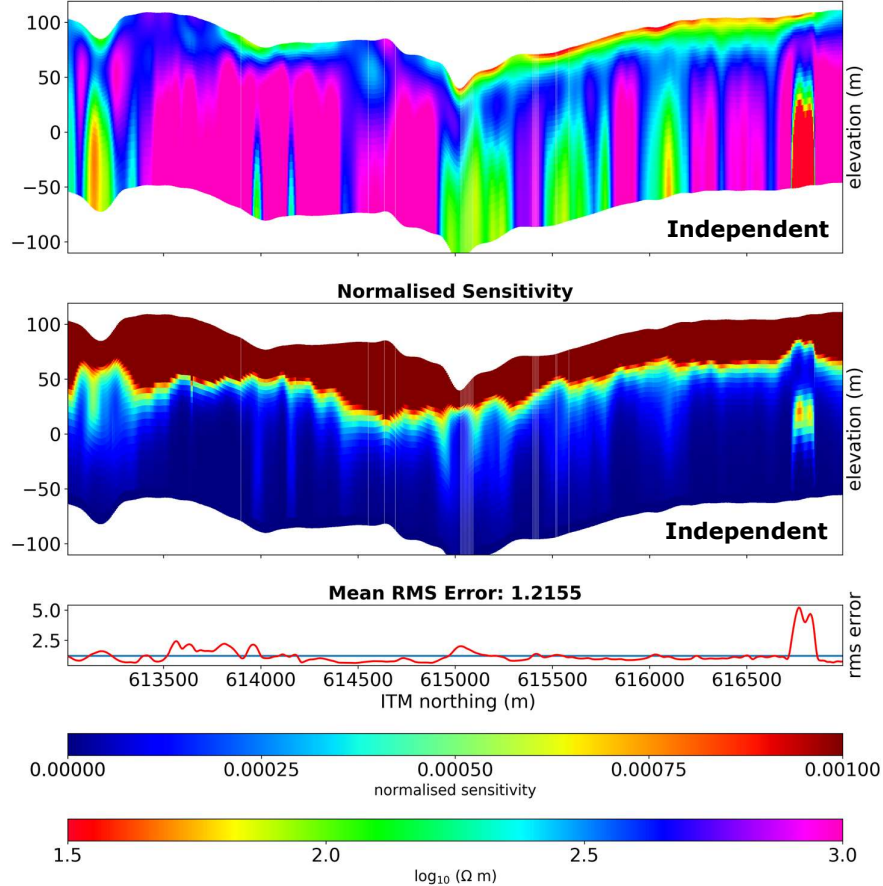 100
50
0
−50
−100
elevation (m)
Independent
Normalised Sensitivity
100
50
0
−50
−100
elevation (m)
Independent
Mean RMS Error: 1.2155
5.0
2.5
rms error
613500 614000 614500 615000 615500 616000 616500
ITM northing (m)
0.00000 0.00025 0.00050 0.00075 0.00100
normalised sensitivity
1.5 2.0 2.5 3.0
log₁₀ (Ω m)